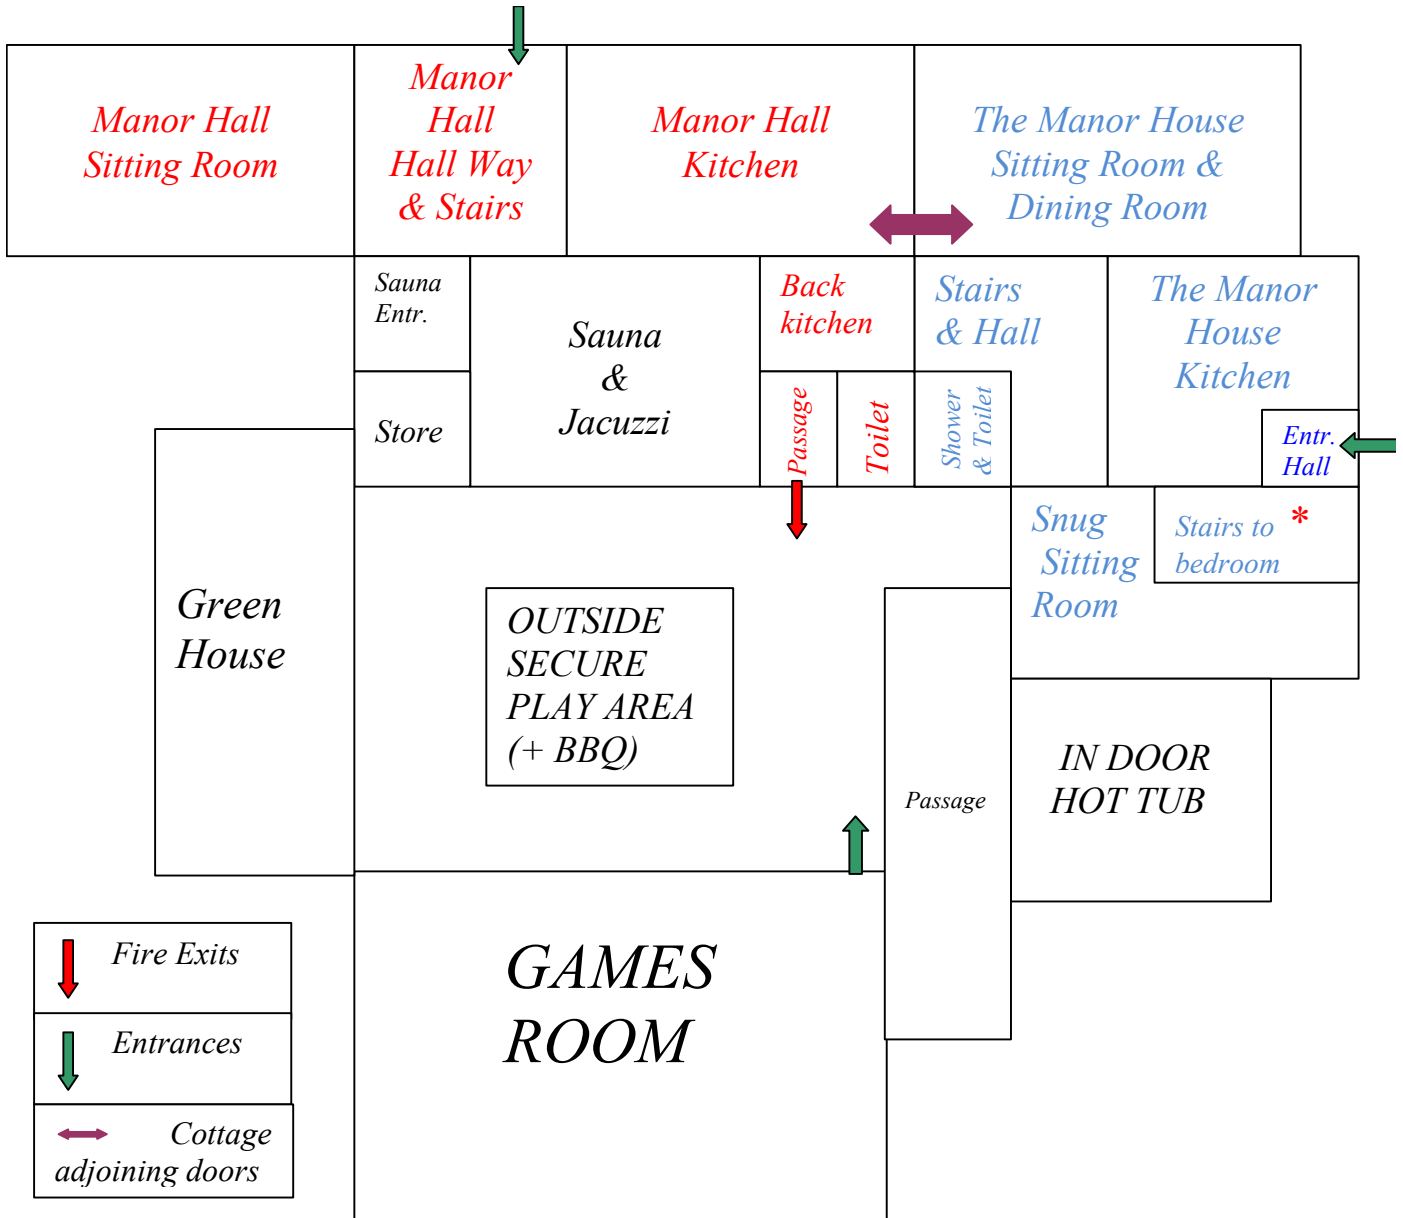 Manor Hall
Sitting Room
Manor
Hall
Hall Way
& Stairs
Manor Hall
Kitchen
The Manor House
Sitting Room &
Dining Room
Sauna
Entr.
Sauna
&
Jacuzzi
Back
kitchen
Stairs
& Hall
The Manor
House
Kitchen
Store
Passage
Toilet
Shower
& Toilet
Entr.
Hall
Snug
Sitting
Room
Stairs to *
bedroom
Green
House
OUTSIDE
SECURE
PLAY AREA
(+ BBQ)
Passage
IN DOOR
HOT TUB
GAMES
ROOM
Fire Exits
Entrances
Cottage
adjoining doors